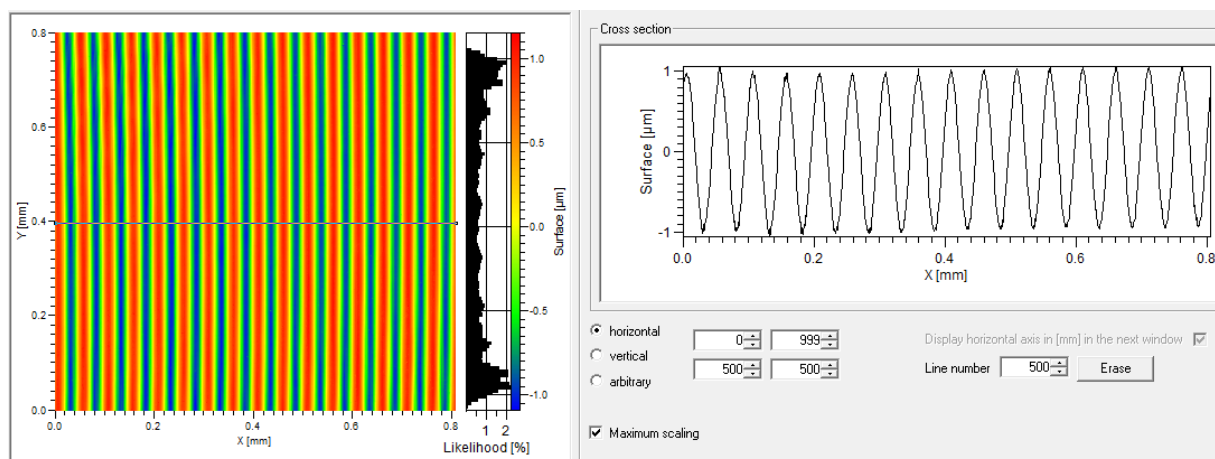 0.8
0.6
0.4
0.2
0.0
Y [mm]
0.0
0.2
0.4
0.6
0.8
X [mm]
1 2
Likelihood [%]
1.0
0.5
0.0
-0.5
-1.0
Surface [µm]
Cross section
1
0
-1
Surface [µm]
0.0
0.2
0.4
0.6
0.8
X [mm]
horizontal
vertical
arbitrary
0
999
500
500
Display horizontal axis in [mm] in the next window
Line number
500
Erase
Maximum scaling